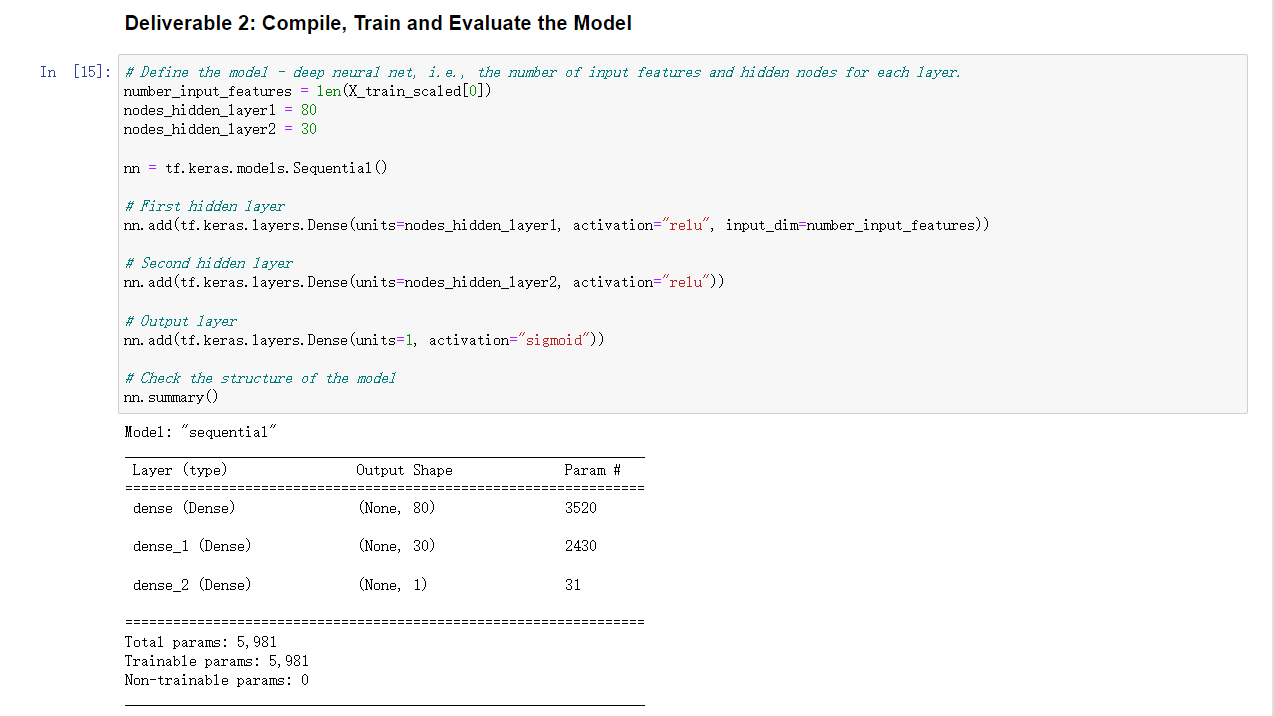 Deliverable 2: Compile, Train and Evaluate the Model
In [15]:
# Define the model - deep neural net, i.e., the number of input features and hidden nodes for each layer.
number_input_features = len(X_train_scaled[0])
nodes_hidden_layer1 = 80
nodes_hidden_layer2 = 30
nn = tf.keras.models.Sequential()
# First hidden layer
nn.add(tf.keras.layers.Dense(units=nodes_hidden_layer1, activation="relu", input_dim=number_input_features))
# Second hidden layer
nn.add(tf.keras.layers.Dense(units=nodes_hidden_layer2, activation="relu"))
# Output layer
nn.add(tf.keras.layers.Dense(units=1, activation="sigmoid"))
# Check the structure of the model
nn.summary()
Model: "sequential"
Layer (type) Output Shape Param #
=================================================================
dense (Dense) (None, 80) 3520
dense_1 (Dense) (None, 30) 2430
dense_2 (Dense) (None, 1) 31
=================================================================
Total params: 5,981
Trainable params: 5,981
Non-trainable params: 0